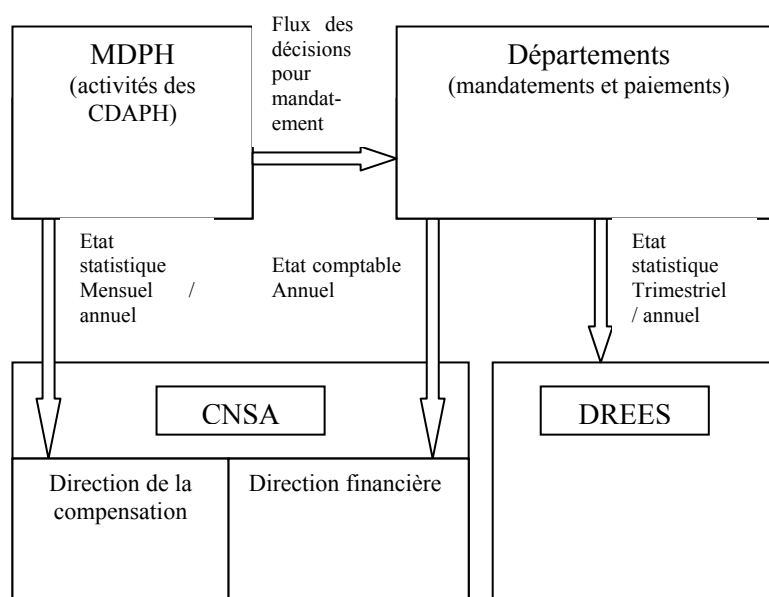 MDPH
(activités des
CDAPH)
Flux des
décisions
pour
mandat-
ement
Départements
(mandatements et paiements)
Etat
statistique
Mensuel /
annuel
Etat comptable
Annuel
Etat
statistique
Trimestriel
/ annuel
CNSA
DREES
Direction de la
compensation
Direction financière